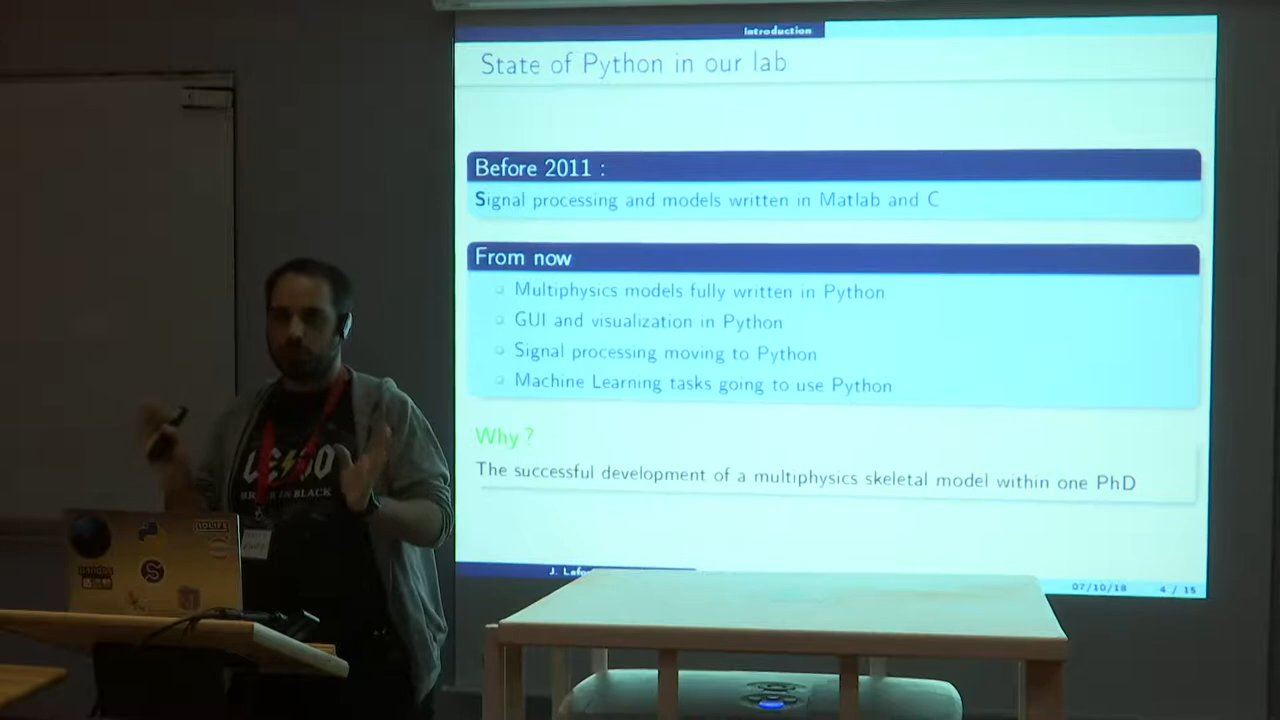 Introduction
State of Python in our lab
Before 2011 :
Signal processing and models written in Matlab and C
From now
Multiphysics models fully written in Python
GUI and visualization in Python
Signal processing moving to Python
Machine Learning tasks going to use Python
Why ?
The successful development of a multiphysics skeletal model within one PhD
J.
07/10/18
4 / 15
IN BLACK
S